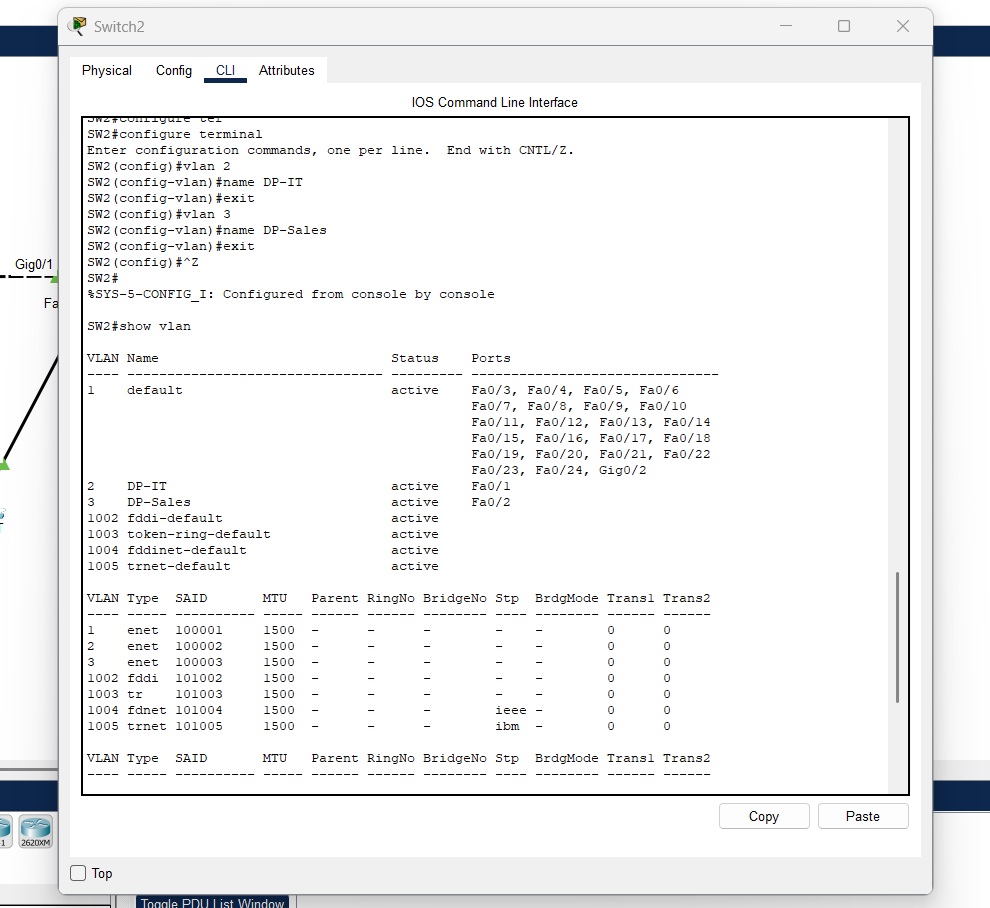 Switch2
Physical Config CLI Attributes
IOS Command Line Interface
SW2#configure ter
SW2#configure terminal
Enter configuration commands, one per line.  End with CNTL/Z.
SW2(config)#vlan 2
SW2(config-vlan)#name DP-IT
SW2(config-vlan)#exit
SW2(config)#vlan 3
SW2(config-vlan)#name DP-Sales
SW2(config-vlan)#exit
SW2(config)#^Z
SW2#
%SYS-5-CONFIG_I: Configured from console by console
SW2#show vlan
VLAN Name                             Status    Ports
---- -------------------------------- --------- -------------------------------
1    default                          active    Fa0/3, Fa0/4, Fa0/5, Fa0/6
                                                Fa0/7, Fa0/8, Fa0/9, Fa0/10
                                                Fa0/11, Fa0/12, Fa0/13, Fa0/14
                                                Fa0/15, Fa0/16, Fa0/17, Fa0/18
                                                Fa0/19, Fa0/20, Fa0/21, Fa0/22
                                                Fa0/23, Fa0/24, Gig0/2
2    DP-IT                            active    Fa0/1
3    DP-Sales                         active    Fa0/2
1002 fddi-default                     active
1003 token-ring-default               active
1004 fddinet-default                  active
1005 trnet-default                    active
VLAN Type  SAID       MTU   Parent RingNo BridgeNo Stp  BrdgMode Trans1 Trans2
---- ----- ---------- ----- ------ ------ -------- ---- -------- ------ ------
1    enet  100001     1500  -      -      -        -    -        0      0
2    enet  100002     1500  -      -      -        -    -        0      0
3    enet  100003     1500  -      -      -        -    -        0      0
1002 fddi  101002     1500  -      -      -        -    -        0      0
1003 tr    101003     1500  -      -      -        -    -        0      0
1004 fdnet 101004     1500  -      -      -        ieee -        0      0
1005 trnet 101005     1500  -      -      -        ibm  -        0      0
VLAN Type  SAID       MTU   Parent RingNo BridgeNo Stp  BrdgMode Trans1 Trans2
---- ----- ---------- ----- ------ ------ -------- ---- -------- ------ ------
Copy Paste
Top
Gig0/1
Fa
2620XM
Toggle PDU List Window